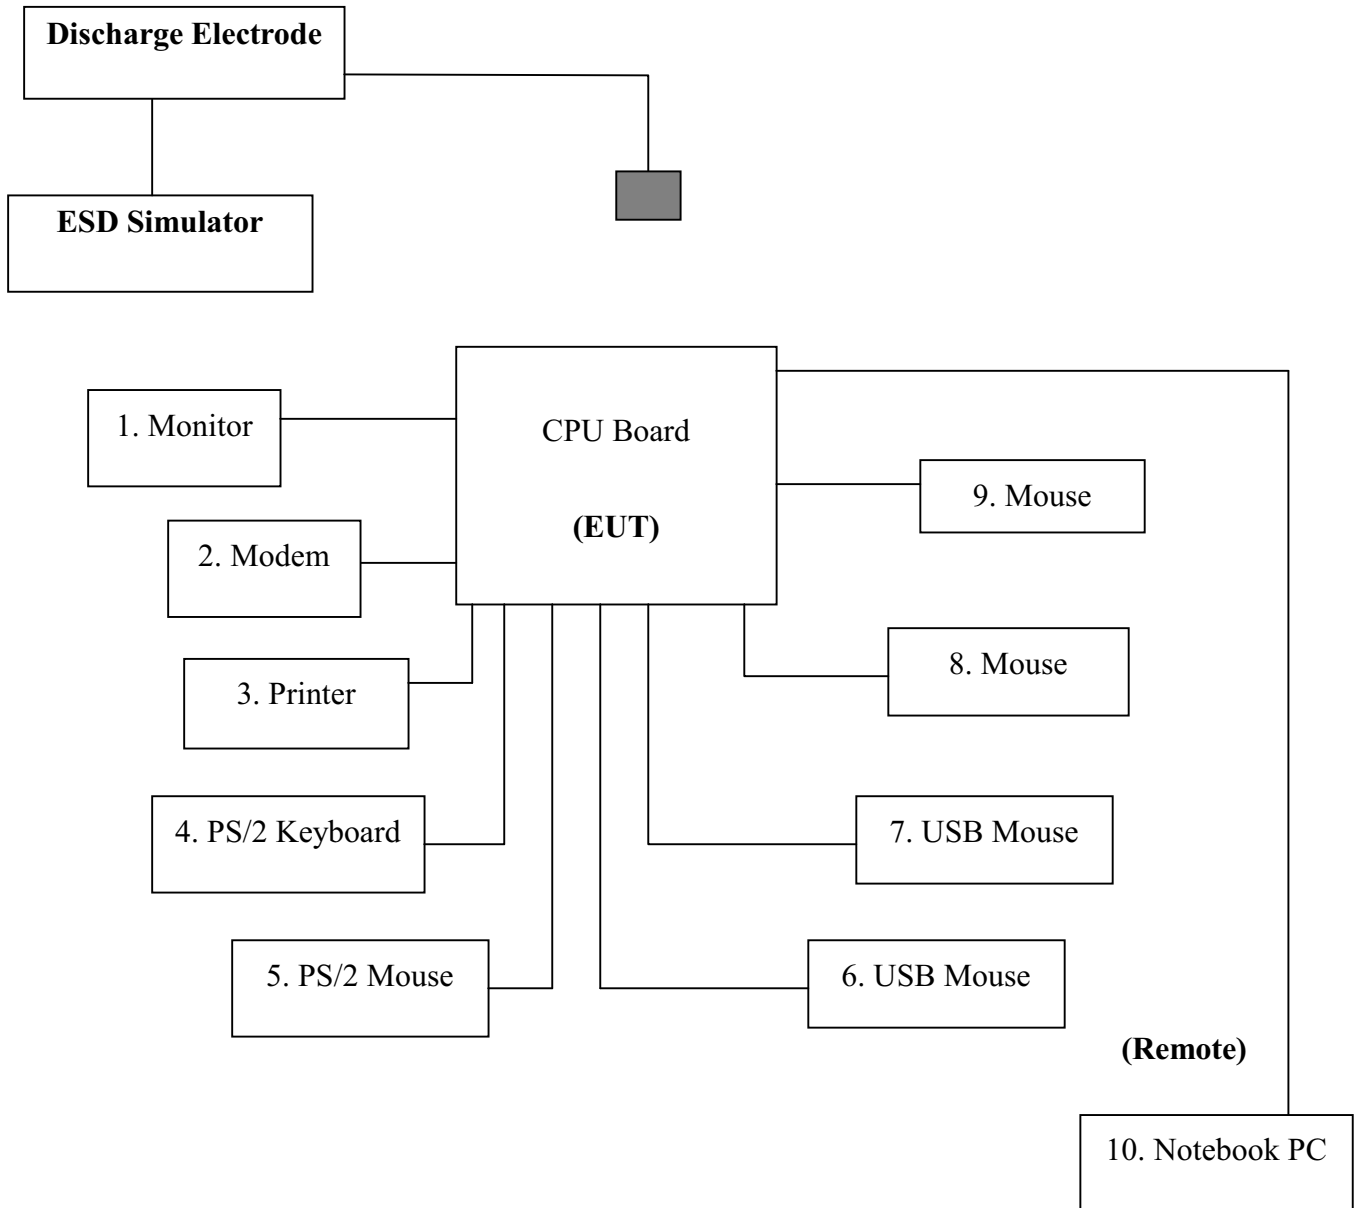 Discharge Electrode
ESD Simulator
CPU Board
(EUT)
1. Monitor
2. Modem
3. Printer
4. PS/2 Keyboard
5. PS/2 Mouse
9. Mouse
8. Mouse
7. USB Mouse
6. USB Mouse
(Remote)
10. Notebook PC